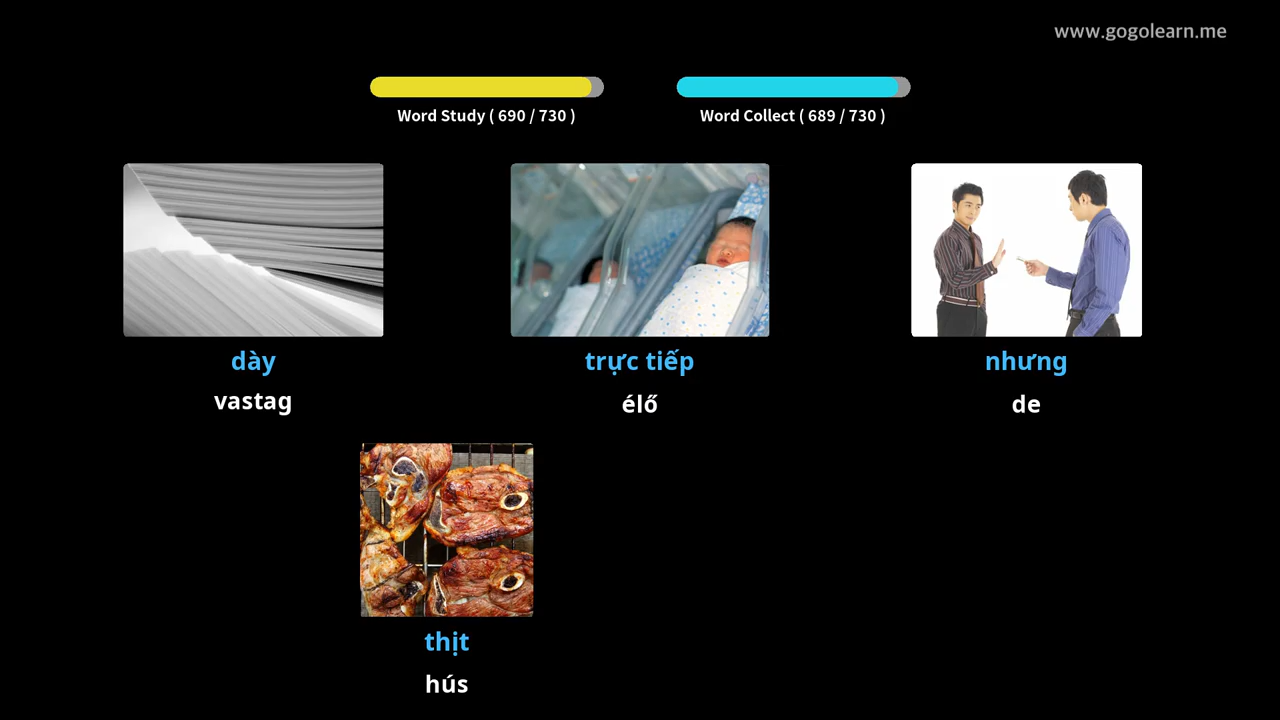 www.gogolearn.me
Word Study ( 690 / 730 )
Word Collect ( 689 / 730 )
dày
trực tiếp
nhưng
vastag
élő
de
thịt
hús